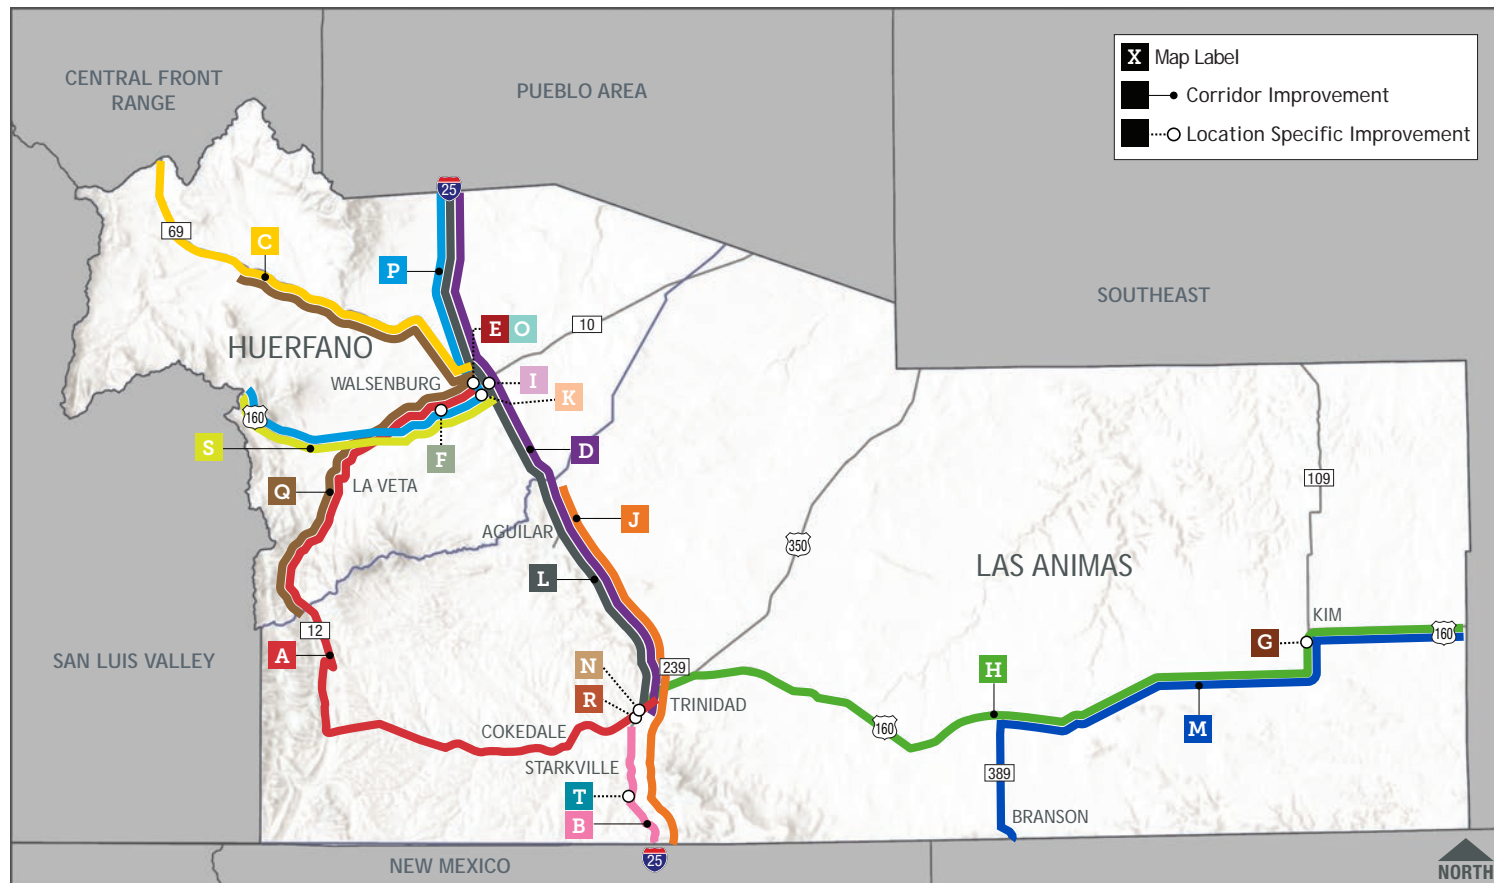 X Map Label
Corridor Improvement
Location Specific Improvement
CENTRAL FRONT
RANGE
PUEBLO AREA
SOUTHEAST
25
69
C
P
10
E O
HUERFANO
WALSENBURG
I
K
160
S
F
D
Q
LA VETA
109
J
AGUILAR
350
L
LAS ANIMAS
KIM
12
G
160
A
SAN LUIS VALLEY
N
239
H
R
TRINIDAD
COKEDALE
160
M
STARKVILLE
389
T
B
BRANSON
25
NEW MEXICO
NORTH